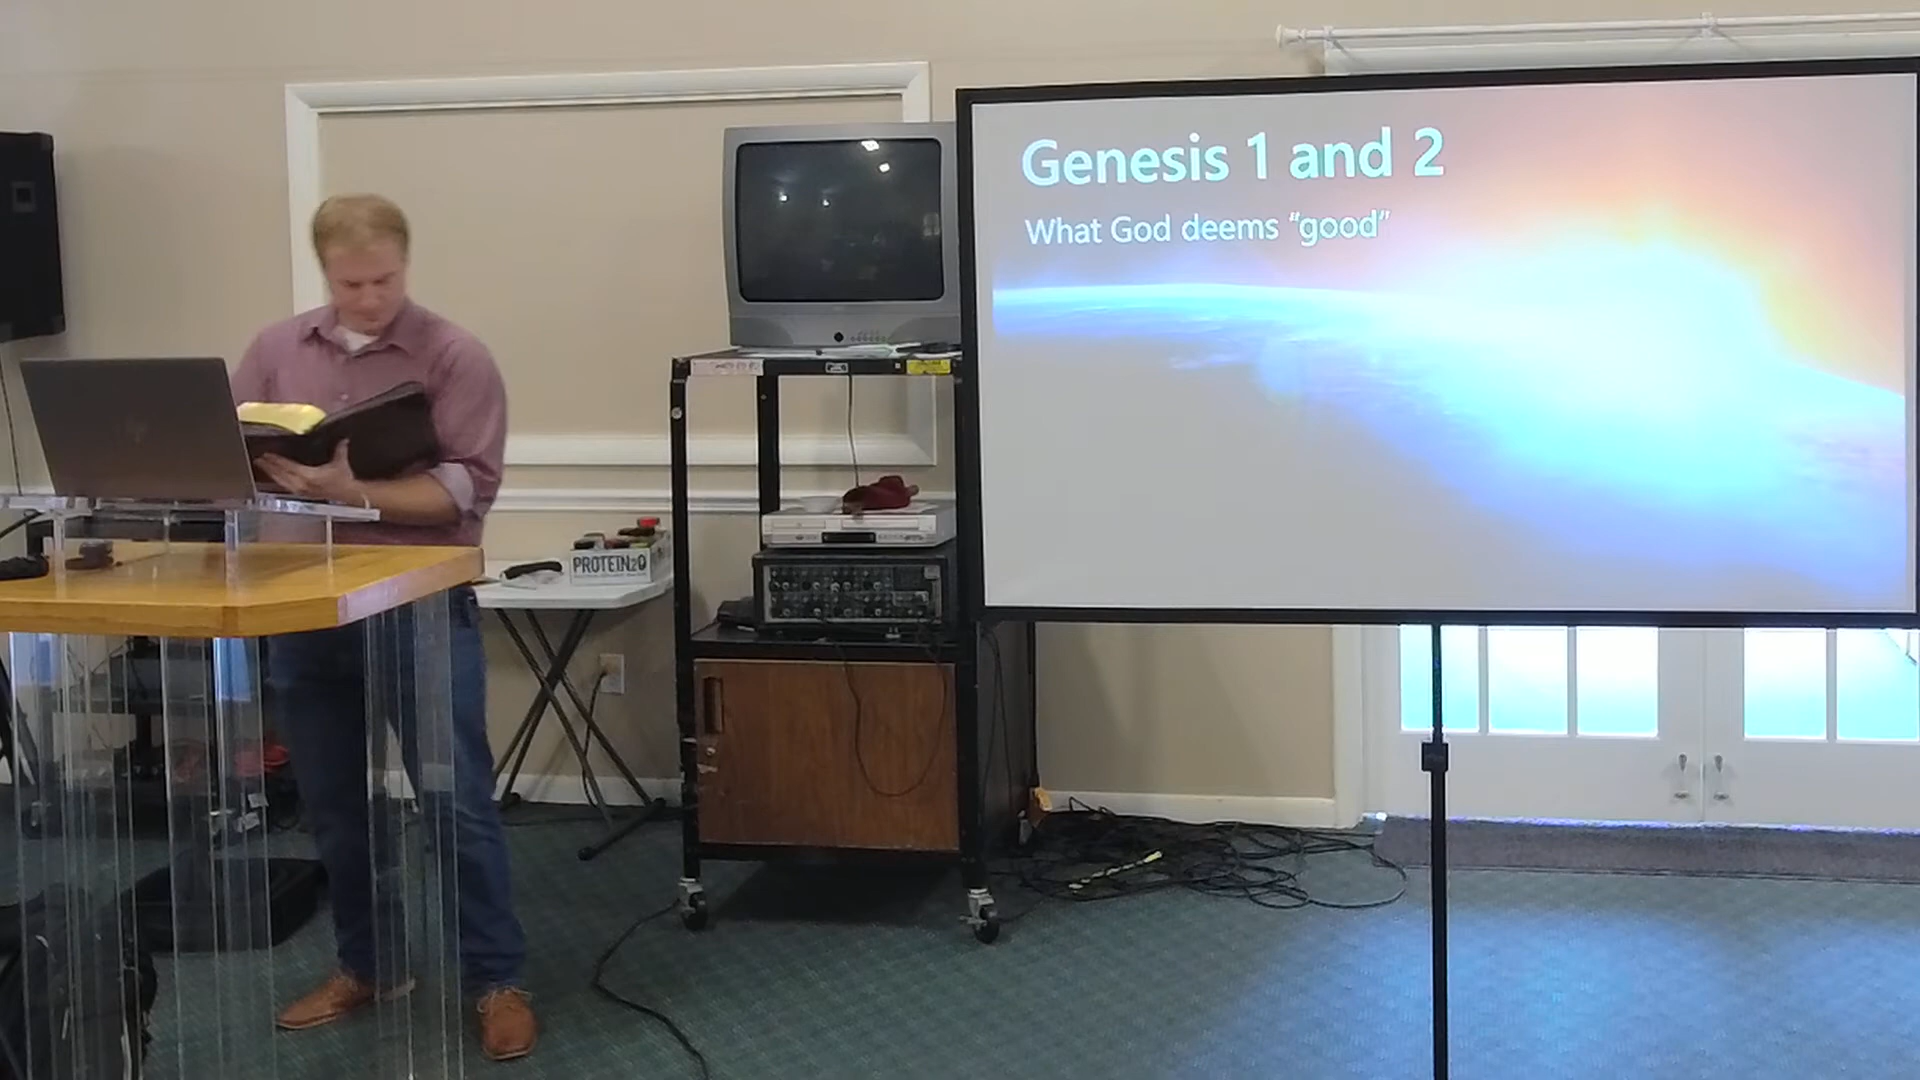 Genesis 1 and 2
What God deems “good”
PROTEIN2O